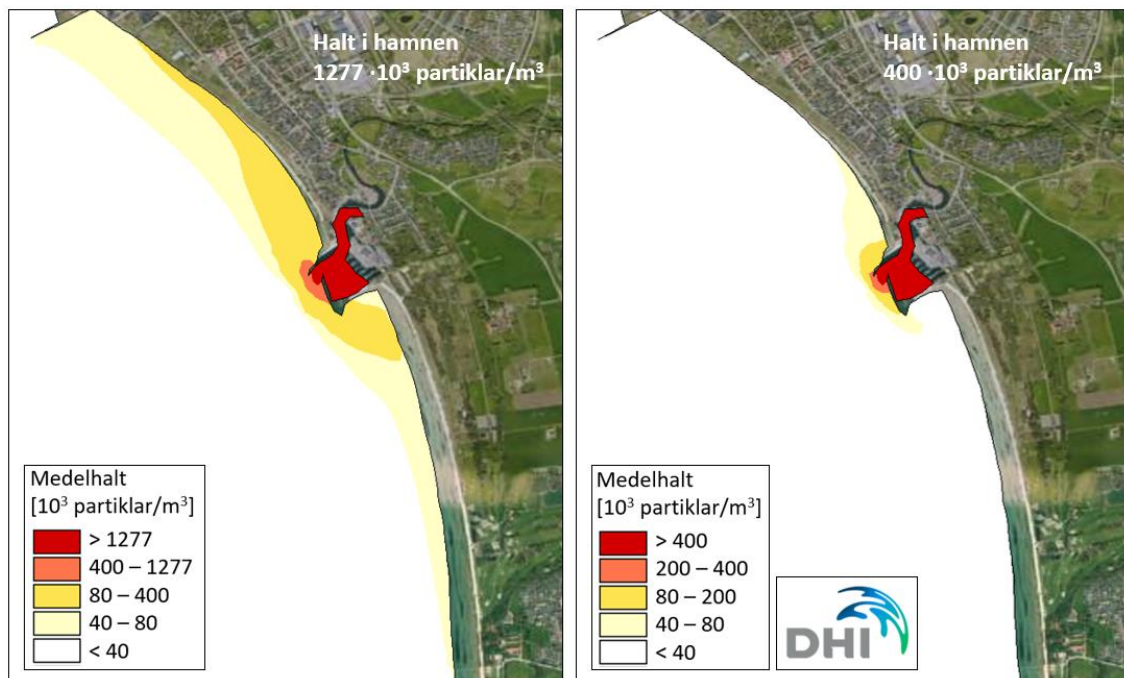 Halt i hamnen
1277 ·10³ partiklar/m³
Medelhalt
[10³ partiklar/m³]
> 1277
400 – 1277
80 – 400
40 – 80
< 40
Halt i hamnen
400 ·10³ partiklar/m³
Medelhalt
[10³ partiklar/m³]
> 400
200 – 400
80 – 200
40 – 80
< 40
DHI